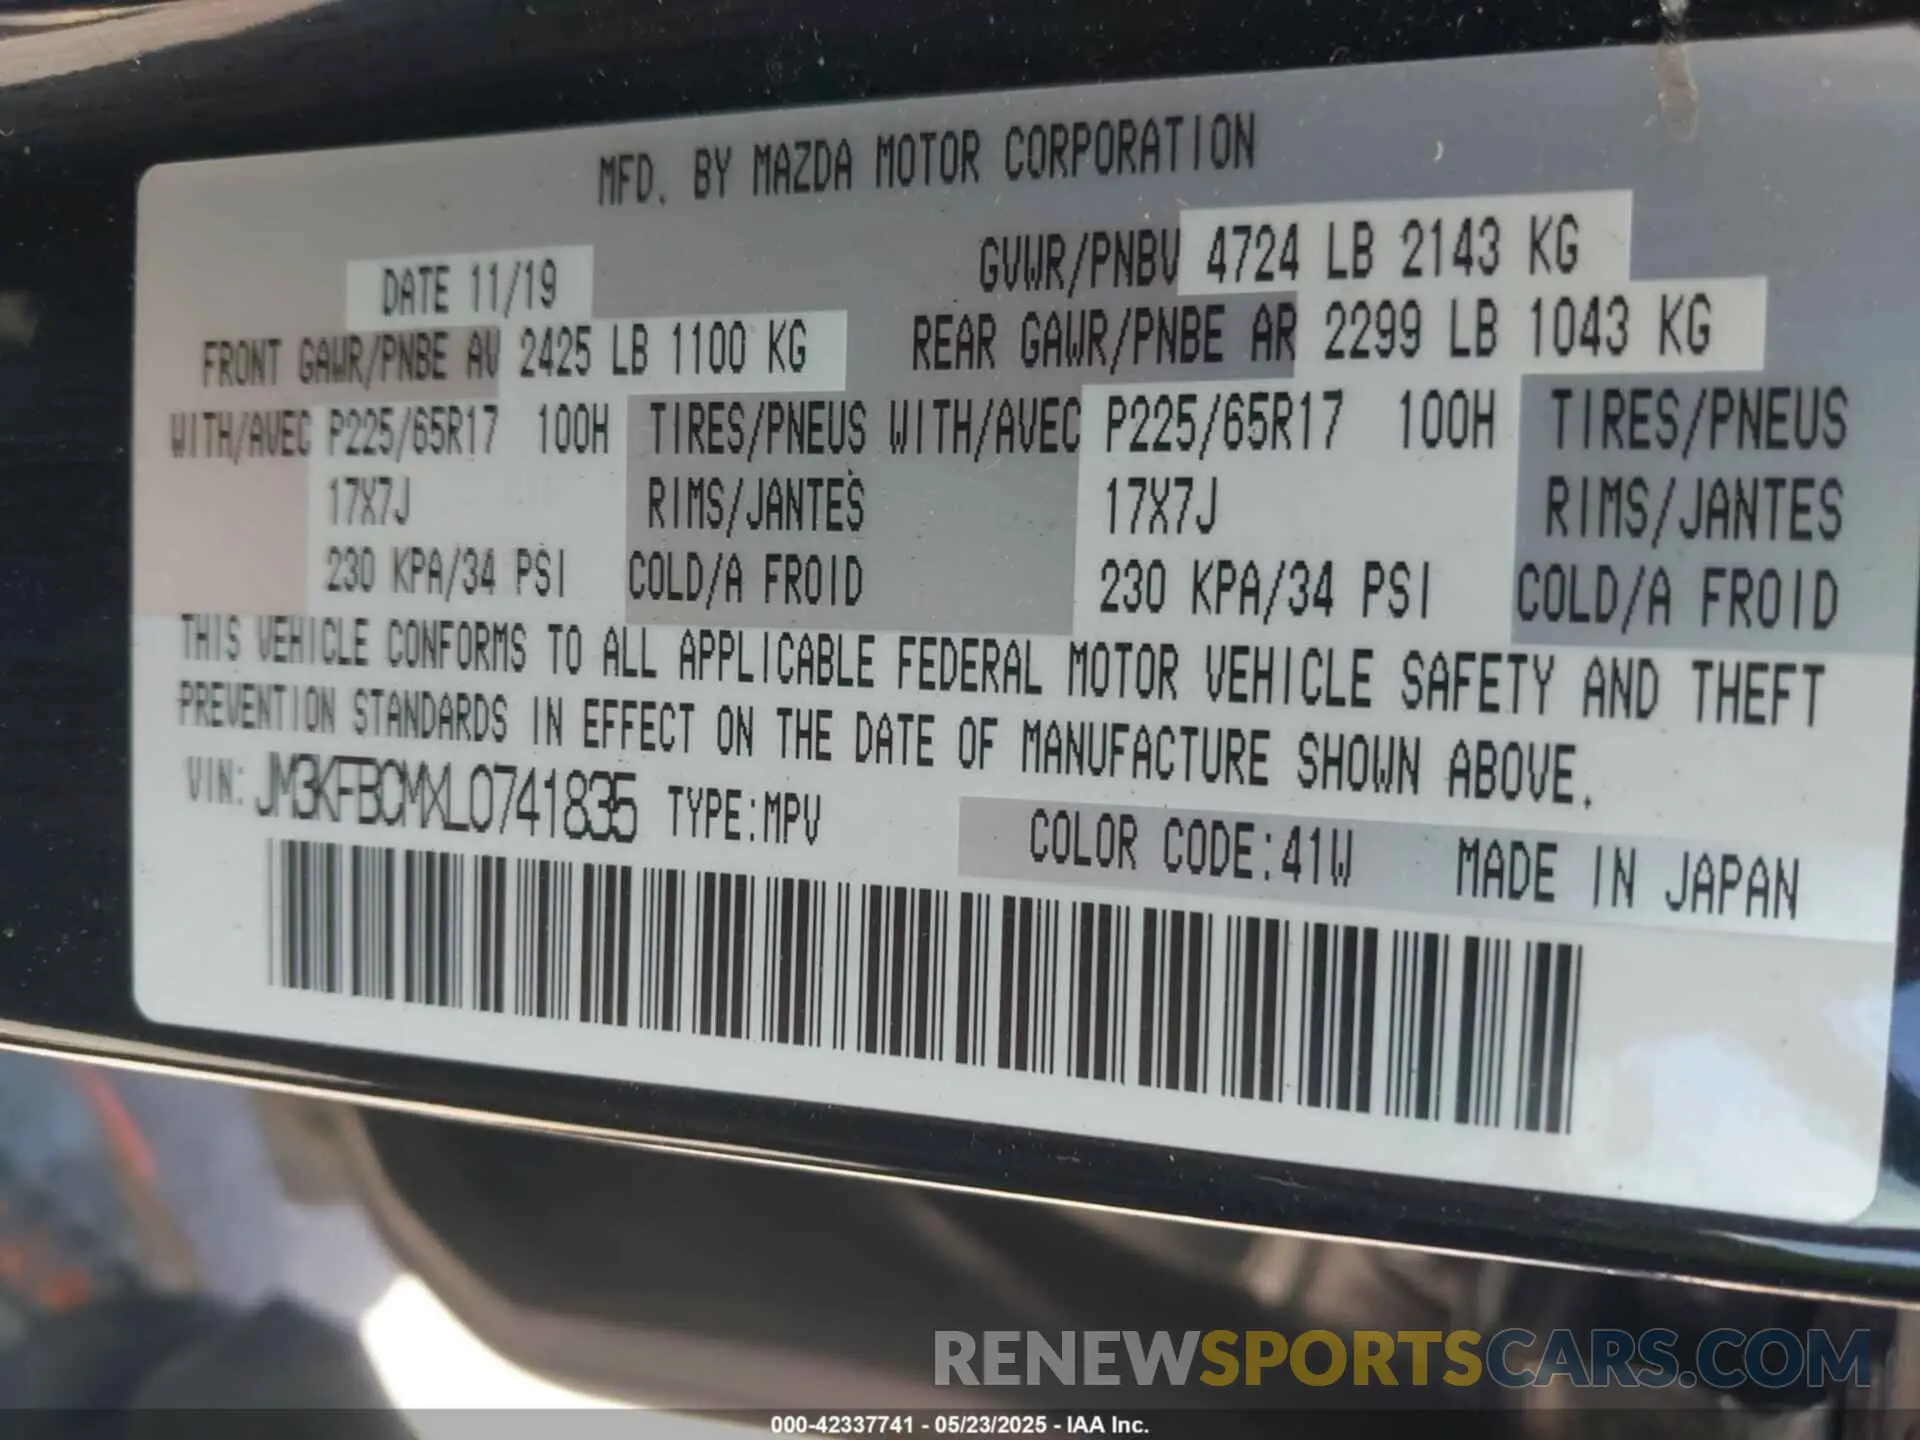 MFD. BY MAZDA MOTOR CORPORATION
DATE 11/19 GVWR/PNBV 4724 LB 2143 KG
FRONT GAWR/PNBE AV 2425 LB 1100 KG REAR GAWR/PNBE AR 2299 LB 1043 KG
WITH/AVEC P225/65R17 100H TIRES/PNEUS WITH/AVEC P225/65R17 100H TIRES/PNEUS
17X7J RIMS/JANTES 17X7J RIMS/JANTES
230 KPA/34 PSI COLD/A FROID 230 KPA/34 PSI COLD/A FROID
THIS VEHICLE CONFORMS TO ALL APPLICABLE FEDERAL MOTOR VEHICLE SAFETY AND THEFT
PREVENTION STANDARDS IN EFFECT ON THE DATE OF MANUFACTURE SHOWN ABOVE.
VIN: JM3KFBCMXL0741835 TYPE:MPV COLOR CODE:41W MADE IN JAPAN
RENEWSPORTSCARS.COM
000-42337741 - 05/23/2025 - IAA Inc.